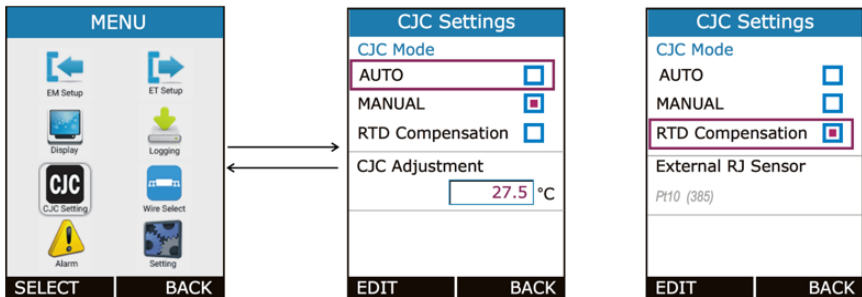 MENU
EM Setup
ET Setup
Display
Logging
CJC
CJC Setting
Wire Select
Alarm
Setting
SELECT BACK
CJC Settings
CJC Mode
AUTO
MANUAL
RTD Compensation
CJC Adjustment
27.5 °C
EDIT BACK
CJC Settings
CJC Mode
AUTO
MANUAL
RTD Compensation
External RJ Sensor
Pt10 (385)
EDIT BACK